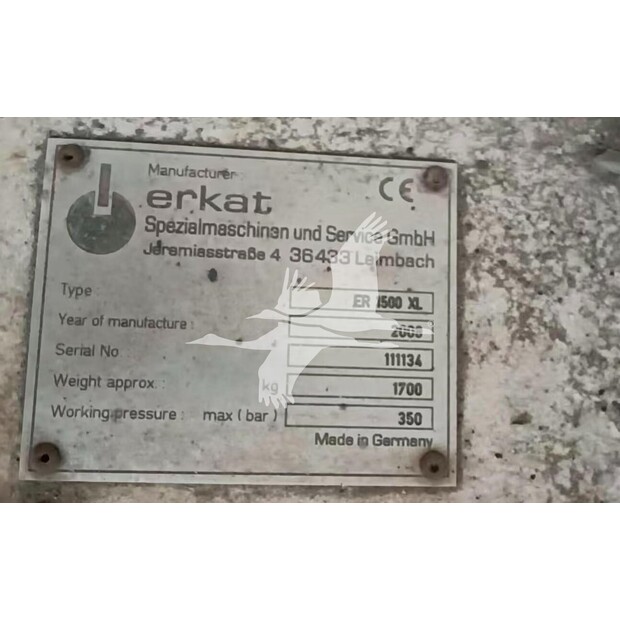 Manufacturer
CE
erkat
Spezialmaschinen und Service GmbH
Jeremiasstraße 4 36433 Leimbach
Type ER 1500 XL
Year of manufacture :
Serial No 111134
Weight approx. : kg 1700
Working pressure : max ( bar ) 350
Made in Germany